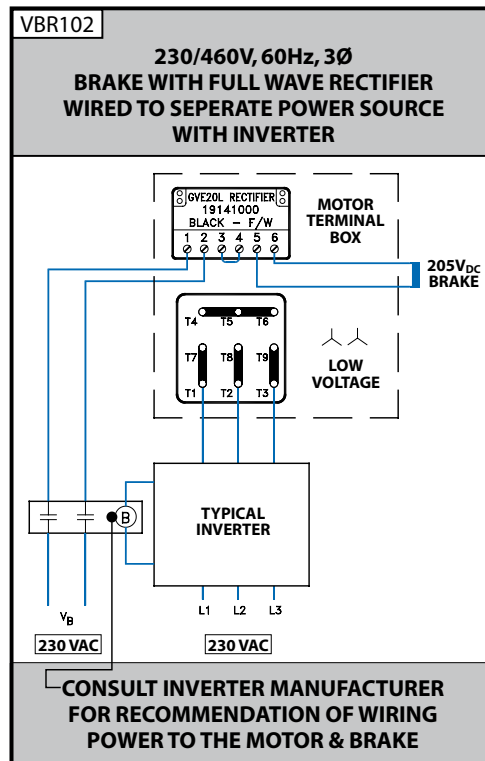 VBR102
230/460V, 60Hz, 3Ø
BRAKE WITH FULL WAVE RECTIFIER
WIRED TO SEPERATE POWER SOURCE
WITH INVERTER
GVE20L RECTIFIER
19141000
BLACK - F/W
1 2 3 4 5 6
MOTOR
TERMINAL
BOX
205VDC
BRAKE
T4 T5 T6
T7 T8 T9
T1 T2 T3
LOW
VOLTAGE
B
TYPICAL
INVERTER
L1 L2 L3
VB
230 VAC
230 VAC
CONSULT INVERTER MANUFACTURER
FOR RECOMMENDATION OF WIRING
POWER TO THE MOTOR & BRAKE